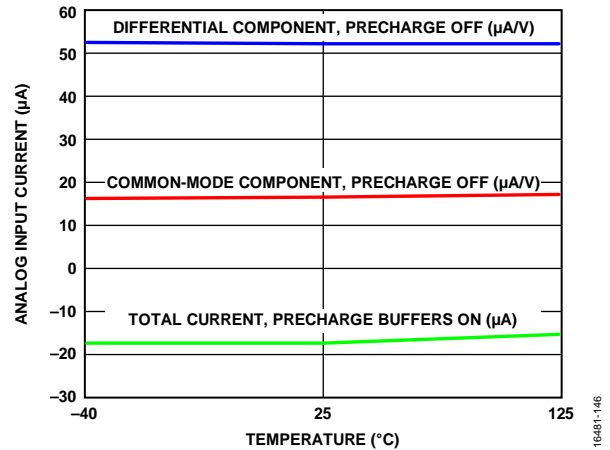 60
DIFFERENTIAL COMPONENT, PRECHARGE OFF (µA/V)
50
40
30
20
COMMON-MODE COMPONENT, PRECHARGE OFF (µA/V)
10
0
–10
TOTAL CURRENT, PRECHARGE BUFFERS ON (µA)
–20
–30
ANALOG INPUT CURRENT (µA)
–40
25
125
TEMPERATURE (°C)
16481-146